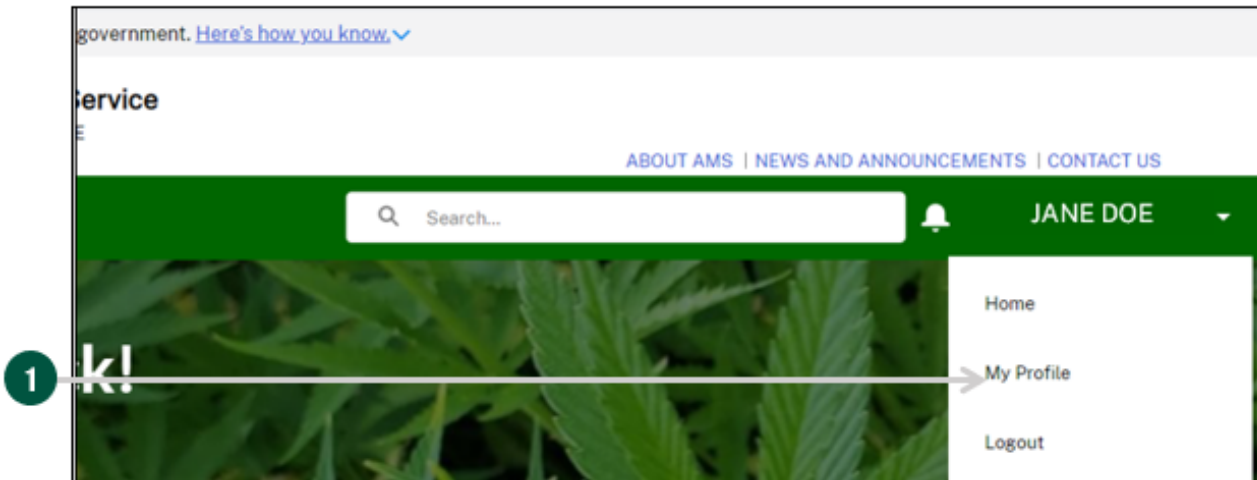 government. Here's how you know.
Service
ABOUT AMS | NEWS AND ANNOUNCEMENTS | CONTACT US
Search...
JANE DOE
Home
k!
1
My Profile
Logout